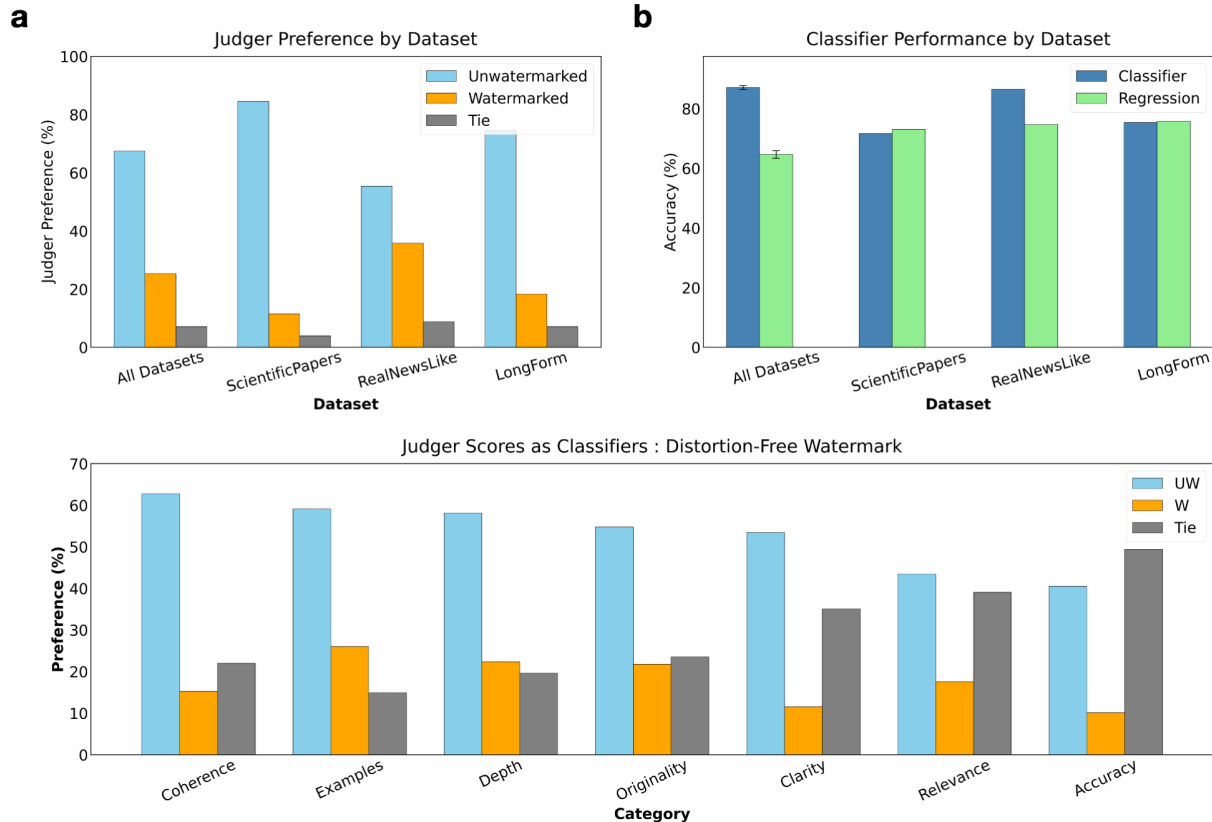 a
Judger Preference by Dataset
Judger Preference (%)
100
80
60
40
20
0
Unwatermarked
Watermarked
Tie
All Datasets
ScientificPapers
RealNewsLike
LongForm
Dataset
b
Classifier Performance by Dataset
Accuracy (%)
80
60
40
20
0
Classifier
Regression
All Datasets
ScientificPapers
RealNewsLike
LongForm
Dataset
Judger Scores as Classifiers : Distortion-Free Watermark
Preference (%)
70
60
50
40
30
20
10
0
UW
W
Tie
Coherence
Examples
Depth
Originality
Clarity
Relevance
Accuracy
Category